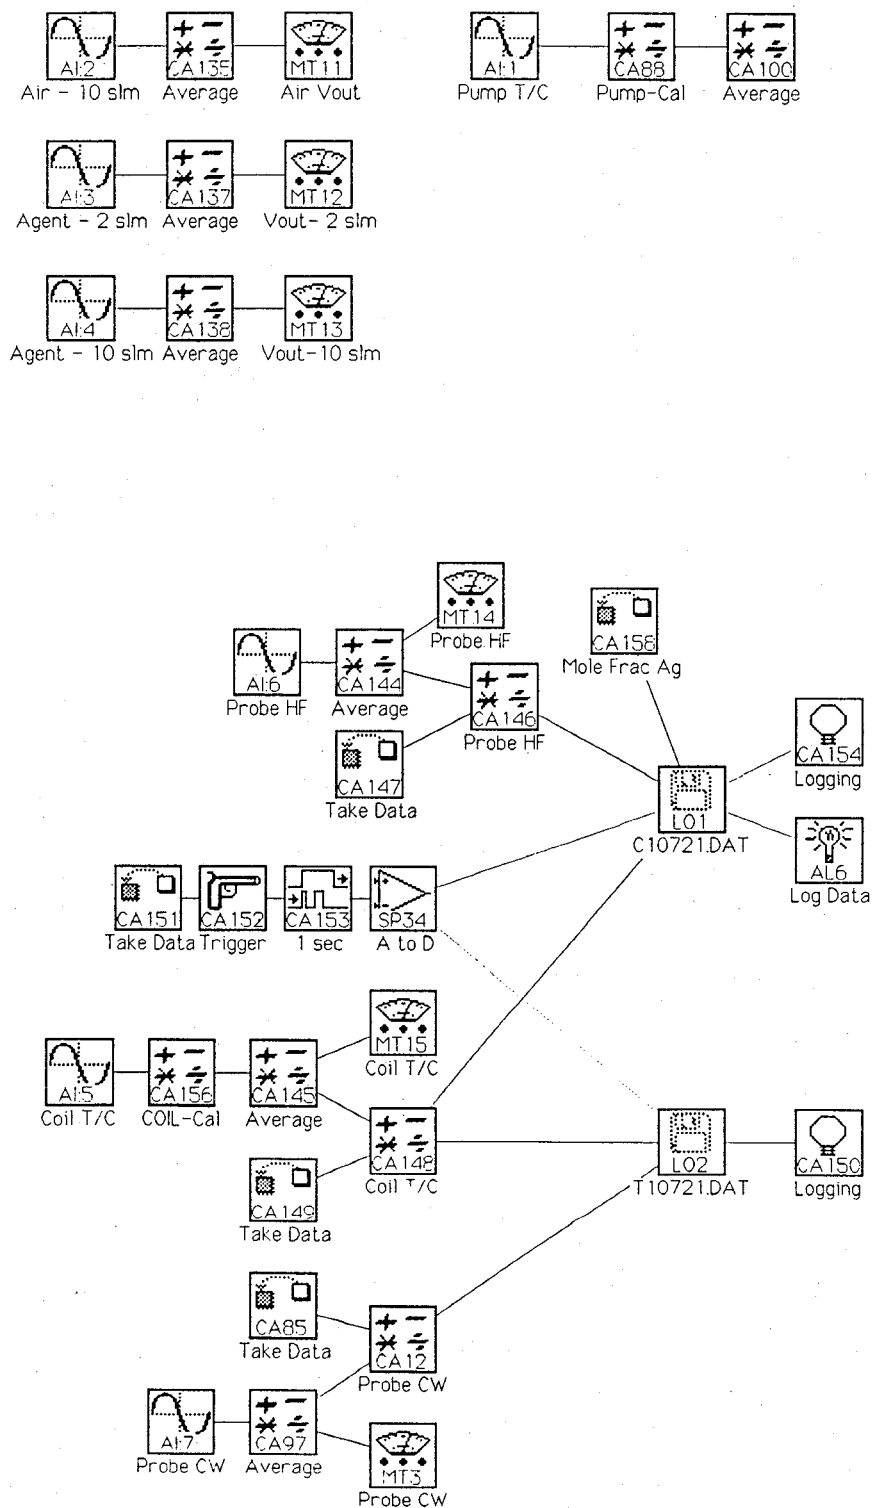 AI:2 CA135 MT11
Air - 10 slm Average Air Vout
AI:1 CA88 CA100
Pump T/C Pump-Cal Average
AI:3 CA137 MT12
Agent - 2 slm Average Vout- 2 slm
AI:4 CA138 MT13
Agent - 10 slm Average Vout-10 slm
MT14
Probe HF
CA158
Mole Frac Ag
AI:6 CA144
Probe HF Average
CA146
Probe HF
CA147
Take Data
CA154
Logging
LO1
C10721.DAT
AL6
Log Data
CA151 CA152 CA153 SP34
Take Data Trigger 1 sec A to D
MT15
Coil T/C
AI:5 CA156 CA145
Coil T/C COIL-Cal Average
CA148
Coil T/C
LO2
T10721.DAT
CA150
Logging
CA149
Take Data
CA85
Take Data
CA12
Probe CW
AI:7 CA97
Probe CW Average
MT3
Probe CW